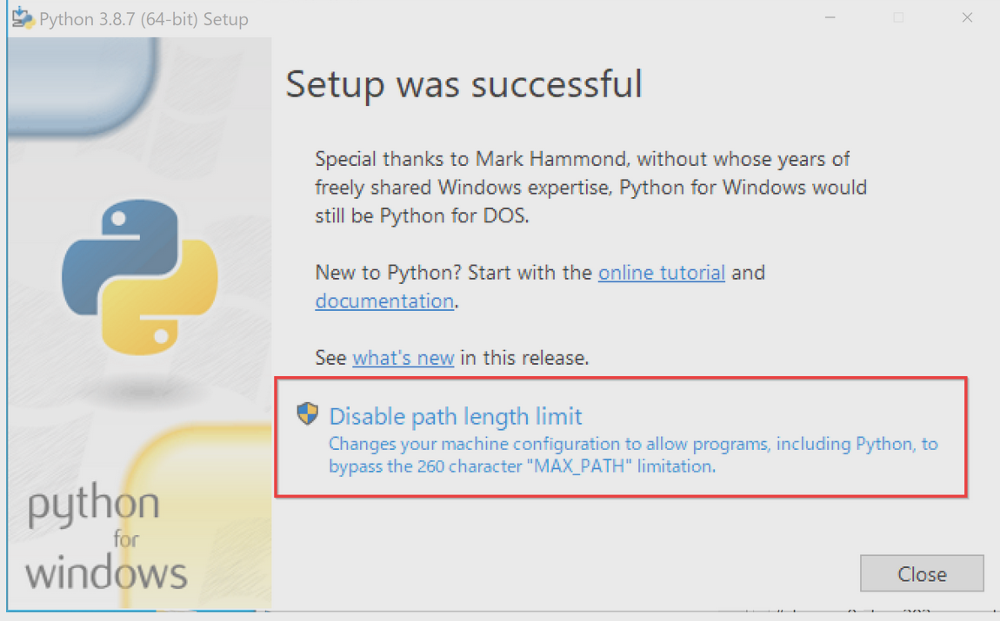 Python 3.8.7 (64-bit) Setup
Setup was successful
Special thanks to Mark Hammond, without whose years of
freely shared Windows expertise, Python for Windows would
still be Python for DOS.
New to Python? Start with the online tutorial and
documentation.
See what's new in this release.
Disable path length limit
Changes your machine configuration to allow programs, including Python, to
bypass the 260 character "MAX_PATH" limitation.
python
for
windows
Close